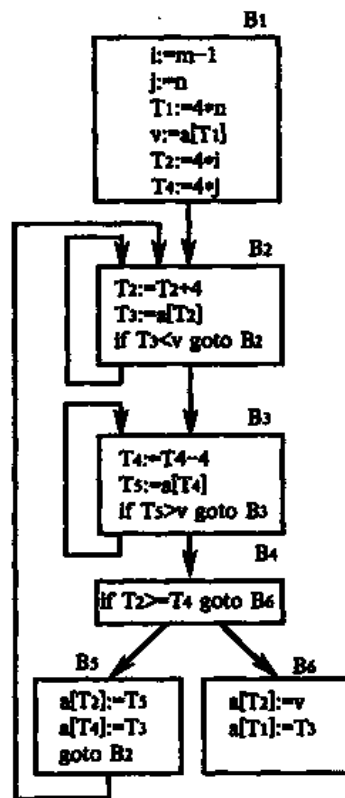 B1
i:=m-1
j:=n
T1:=4*n
v:=a[T1]
T2:=4*i
T4:=4*j
B2
T2:=T2+4
T3:=a[T2]
if T3<v goto B2
B3
T4:=T4-4
T5:=a[T4]
if T5>v goto B3
B4
if T2>=T4 goto B6
B5
a[T2]:=T5
a[T4]:=T3
goto B2
B6
a[T2]:=v
a[T1]:=T3